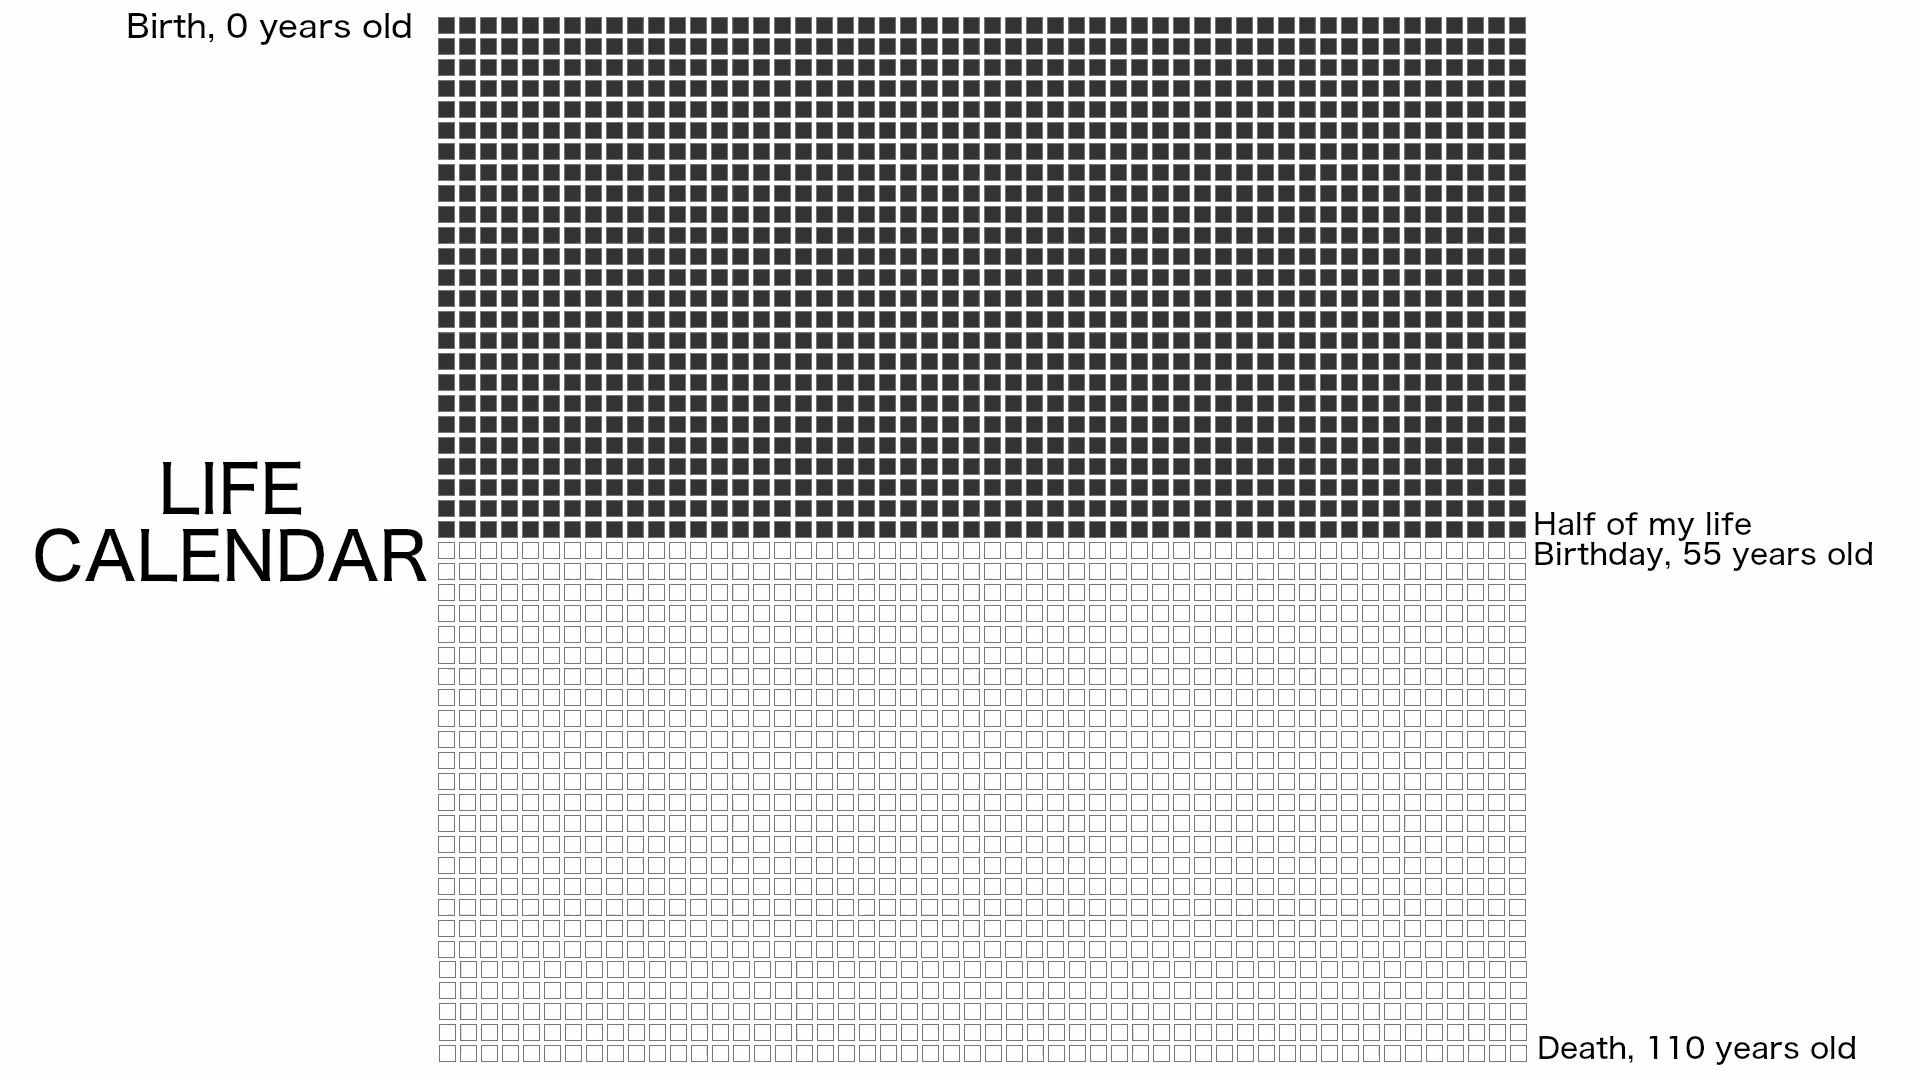 Birth, 0 years old
LIFE
CALENDAR
Half of my life
Birthday, 55 years old
Death, 110 years old